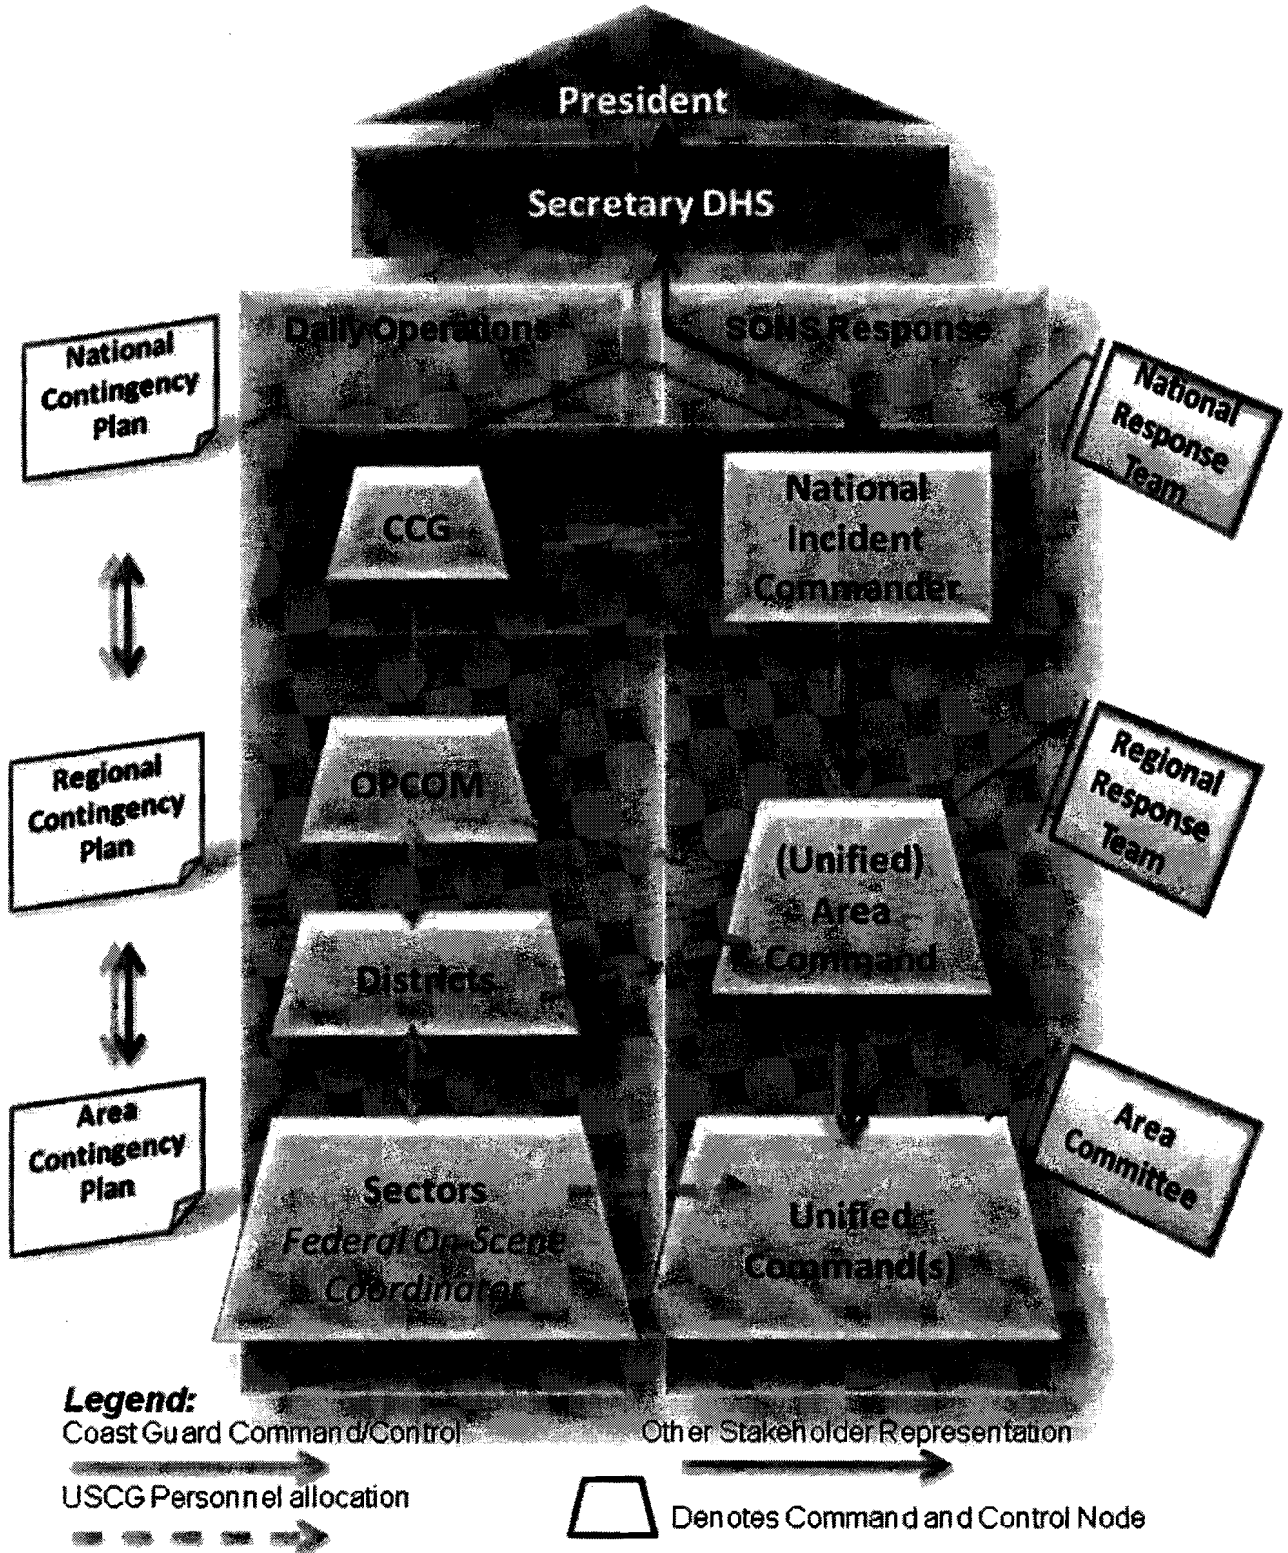 President
Secretary DHS
Daily Operations
SONS Response
National
Contingency
Plan
National
Response
Team
CCG
National
Incident
Commander
Regional
Contingency
Plan
OPCOM
Regional
Response
Team
(Unified)
Area
Command
Districts
Area
Contingency
Plan
Area
Committee
Sectors
Federal On-Scene
Coordinator
Unified
Command(s)
Legend:
Coast Guard Command/Control
Other Stakeholder Representation
USCG Personnel allocation
Denotes Command and Control Node